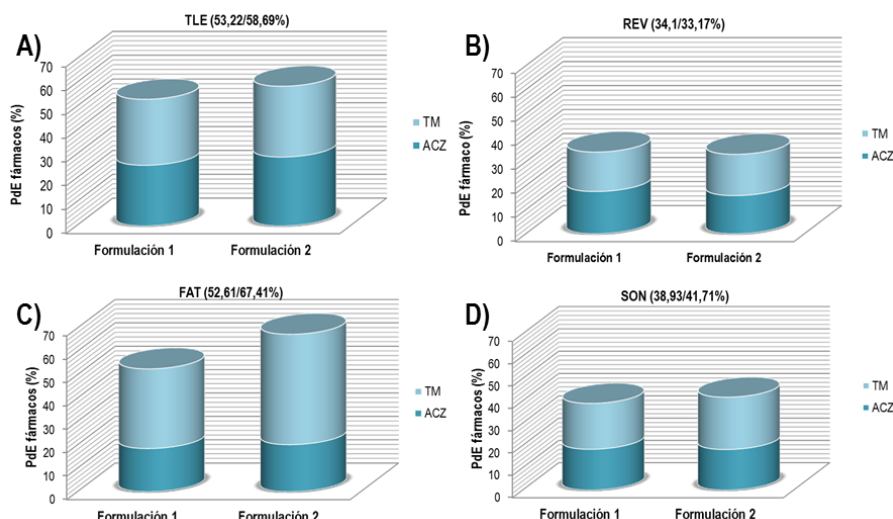 A)
TLE (53,22/58,69%)
PdE fármacos (%)
70
60
50
40
30
20
10
0
Formulación 1
Formulación 2
TM
ACZ
B)
REV (34,1/33,17%)
PdE fármaco (%)
70
60
50
40
30
20
10
0
Formulación 1
Formulación 2
TM
ACZ
C)
FAT (52,61/67,41%)
PdE fármacos (%)
70
60
50
40
30
20
10
0
Formulación 1
Formulación 2
TM
ACZ
D)
SON (38,93/41,71%)
PdE fármacos (%)
70
60
50
40
30
20
10
0
Formulación 1
Formulación 2
TM
ACZ